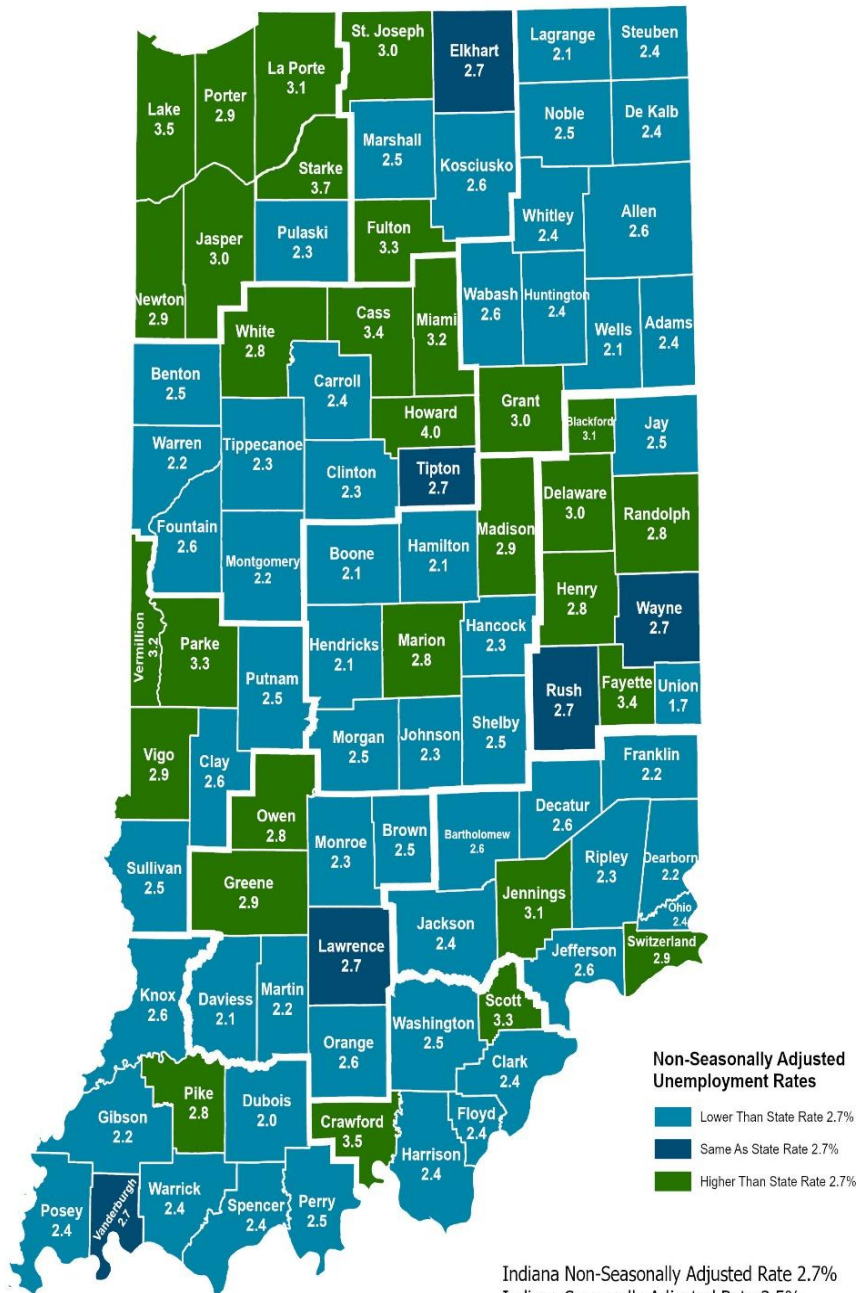 St. Joseph
3.0
Elkhart
2.7
Lagrange
2.1
Steuben
2.4
La Porte
3.1
Porter
2.9
Lake
3.5
Noble
2.5
De Kalb
2.4
Marshall
2.5
Kosciusko
2.6
Starke
3.7
Whitley
2.4
Allen
2.6
Jasper
3.0
Pulaski
2.3
Fulton
3.3
Newton
2.9
Wabash
2.6
Huntington
2.4
White
2.8
Cass
3.4
Miami
3.2
Wells
2.1
Adams
2.4
Benton
2.5
Carroll
2.4
Howard
4.0
Grant
3.0
Blackford
3.1
Jay
2.5
Warren
2.2
Tippecanoe
2.3
Clinton
2.3
Tipton
2.7
Delaware
3.0
Randolph
2.8
Fountain
2.6
Montgomery
2.2
Boone
2.1
Hamilton
2.1
Madison
2.9
Henry
2.8
Wayne
2.7
Vermillion
3.2
Parke
3.3
Putnam
2.5
Hendricks
2.1
Marion
2.8
Hancock
2.3
Rush
2.7
Fayette
3.4
Union
1.7
Vigo
2.9
Clay
2.6
Morgan
2.5
Johnson
2.3
Shelby
2.5
Franklin
2.2
Owen
2.8
Monroe
2.3
Brown
2.5
Bartholomew
2.6
Decatur
2.6
Ripley
2.3
Dearborn
2.2
Sullivan
2.5
Greene
2.9
Jennings
3.1
Ohio
2.4
Jackson
2.4
Lawrence
2.7
Jefferson
2.6
Switzerland
2.9
Knox
2.6
Daviess
2.1
Martin
2.2
Orange
2.6
Washington
2.5
Scott
3.3
Clark
2.4
Gibson
2.2
Pike
2.8
Dubois
2.0
Crawford
3.5
Harrison
2.4
Floyd
2.4
Posey
2.4
Vanderburgh
2.7
Warrick
2.4
Spencer
2.4
Perry
2.5
Non-Seasonally Adjusted
Unemployment Rates
Lower Than State Rate 2.7%
Same As State Rate 2.7%
Higher Than State Rate 2.7%
Indiana Non-Seasonally Adjusted Rate 2.7%
Indiana Seasonally Adjusted Rate 2.5%